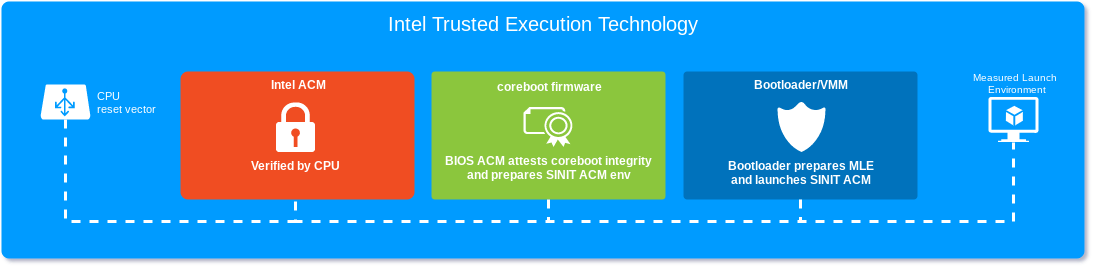 Intel Trusted Execution Technology
CPU
reset vector
Intel ACM
Verified by CPU
coreboot firmware
BIOS ACM attests coreboot integrity
and prepares SINIT ACM env
Bootloader/VMM
Bootloader prepares MLE
and launches SINIT ACM
Measured Launch
Environment